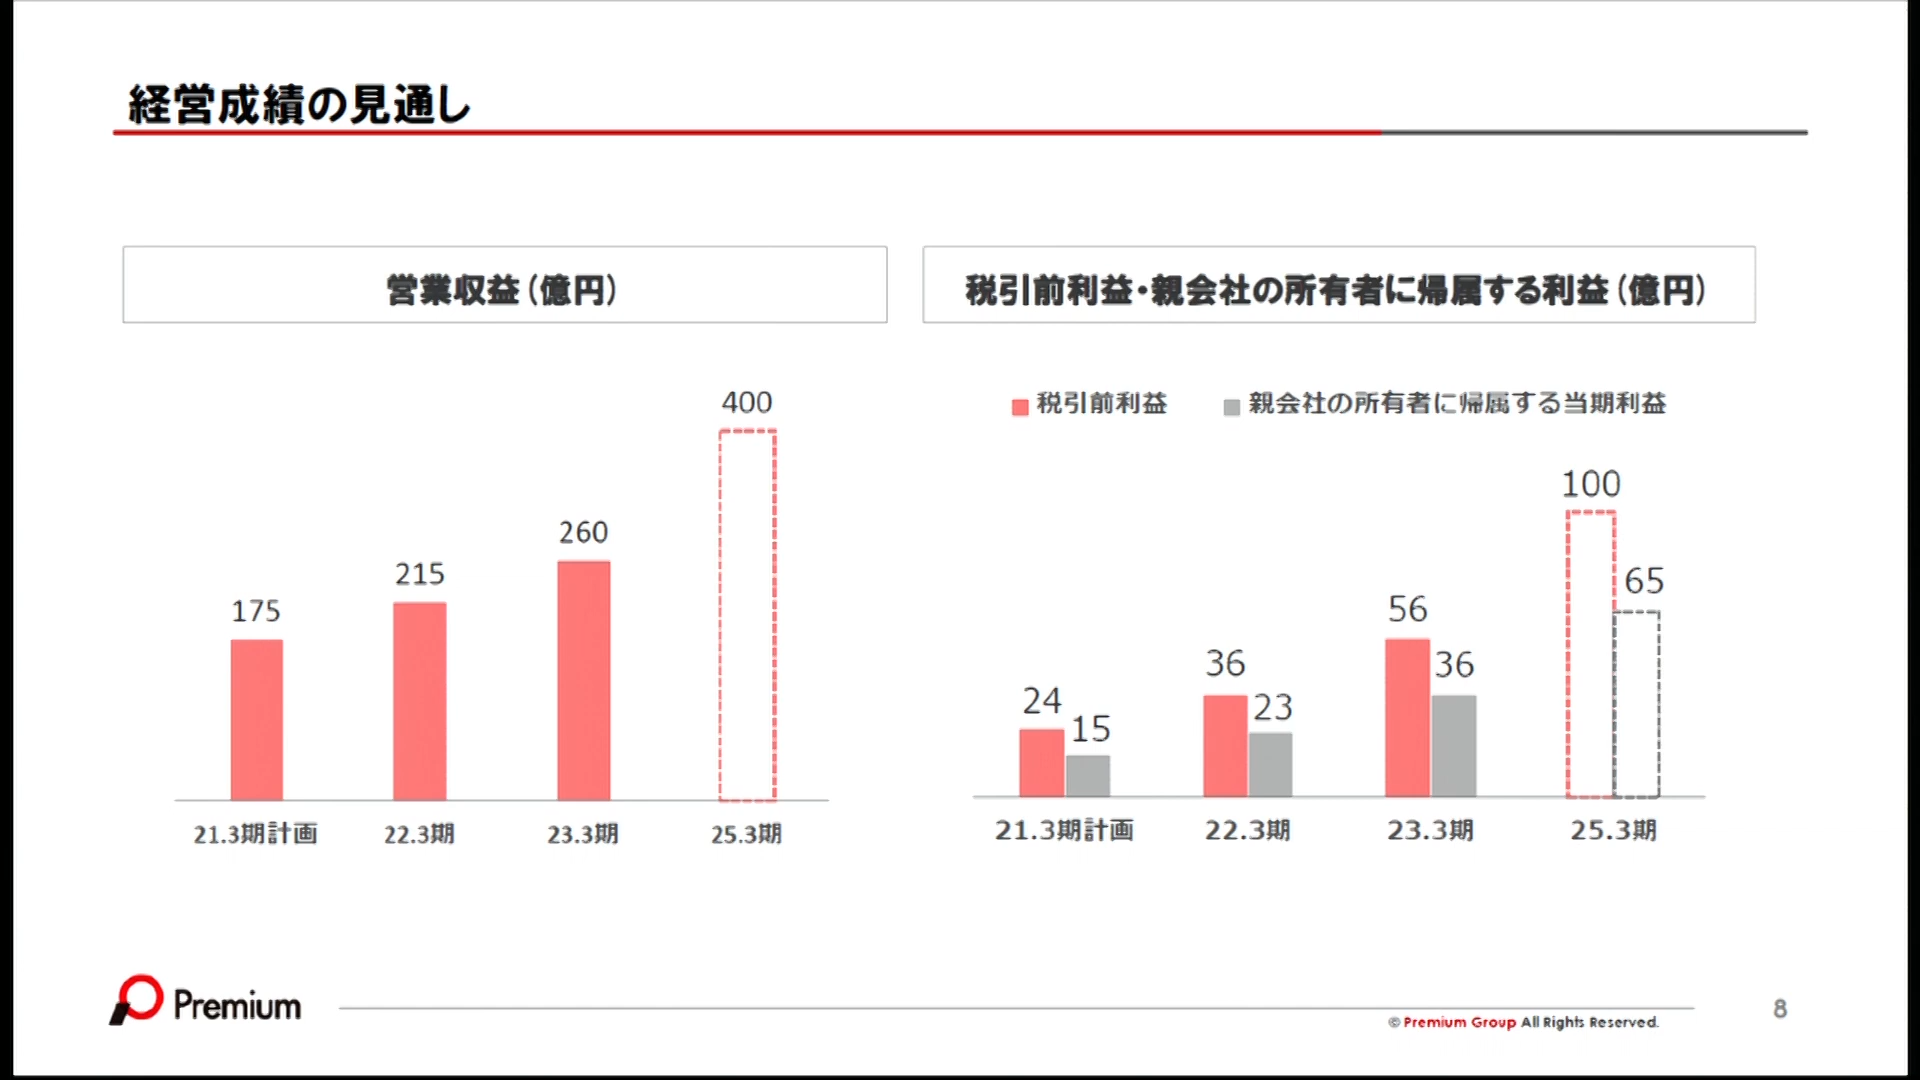 経営成績の見通し
営業収益(億円)
400
260
215
175
21.3期計画 22.3期 23.3期 25.3期
税引前利益・親会社の所有者に帰属する利益(億円)
税引前利益 親会社の所有者に帰属する当期利益
100
65
56
36 36
24 23
15
21.3期計画 22.3期 23.3期 25.3期
Premium
© Premium Group All Rights Reserved.
8